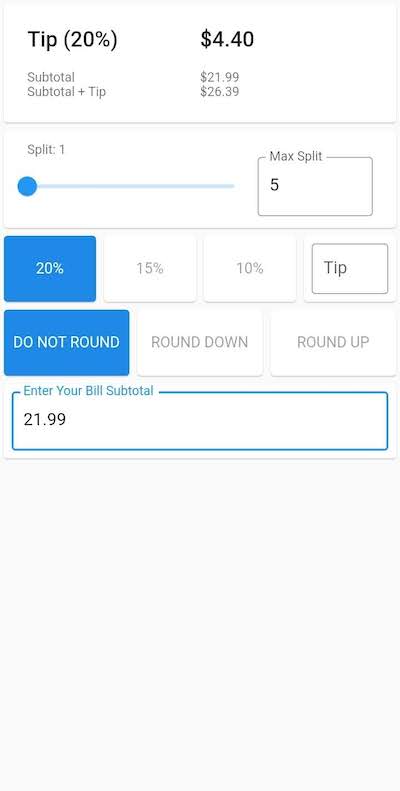 Tip (20%) $4.40
Subtotal $21.99
Subtotal + Tip $26.39
Split: 1
Max Split
5
20% 15% 10% Tip
DO NOT ROUND ROUND DOWN ROUND UP
Enter Your Bill Subtotal
21.99